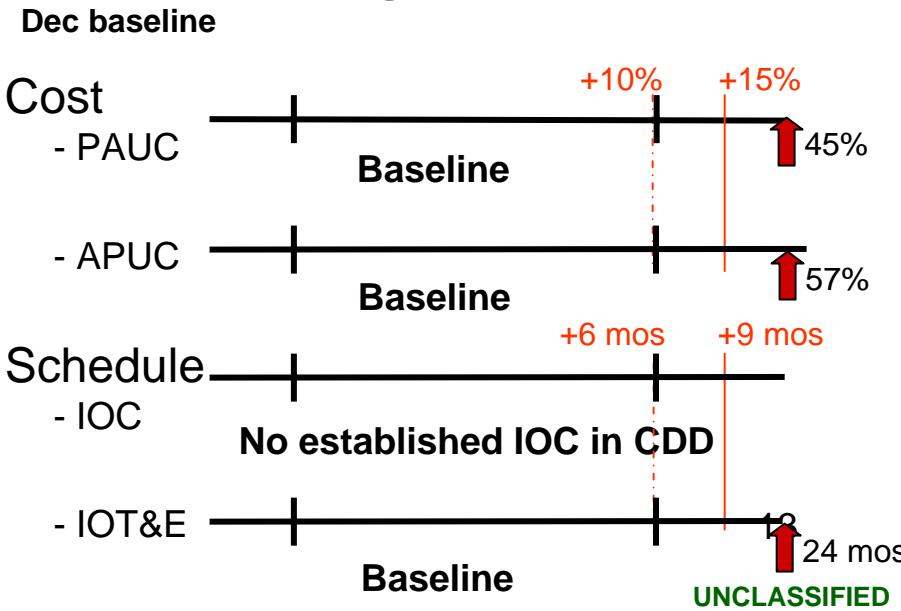 Dec baseline
+10% +15%
Cost
- PAUC
45%
Baseline
- APUC
57%
Baseline
+6 mos +9 mos
Schedule
- IOC
No established IOC in CDD
- IOT&E
24 mos
Baseline
UNCLASSIFIED